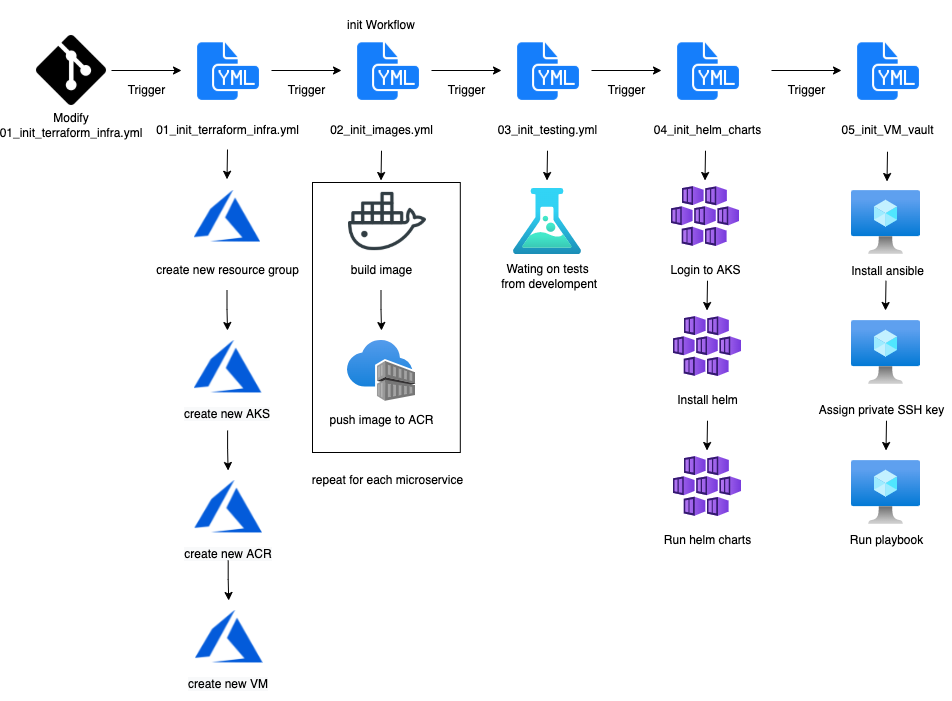 init Workflow
YML
YML
YML
YML
YML
Trigger
Trigger
Trigger
Trigger
Trigger
Modify
01_init_terraform_infra.yml
01_init_terraform_infra.yml
02_init_images.yml
03_init_testing.yml
04_init_helm_charts
05_init_VM_vault
create new resource group
build image
Wating on tests
from develompent
Login to AKS
Install ansible
create new AKS
push image to ACR
Install helm
Assign private SSH key
repeat for each microservice
create new ACR
Run helm charts
Run playbook
create new VM